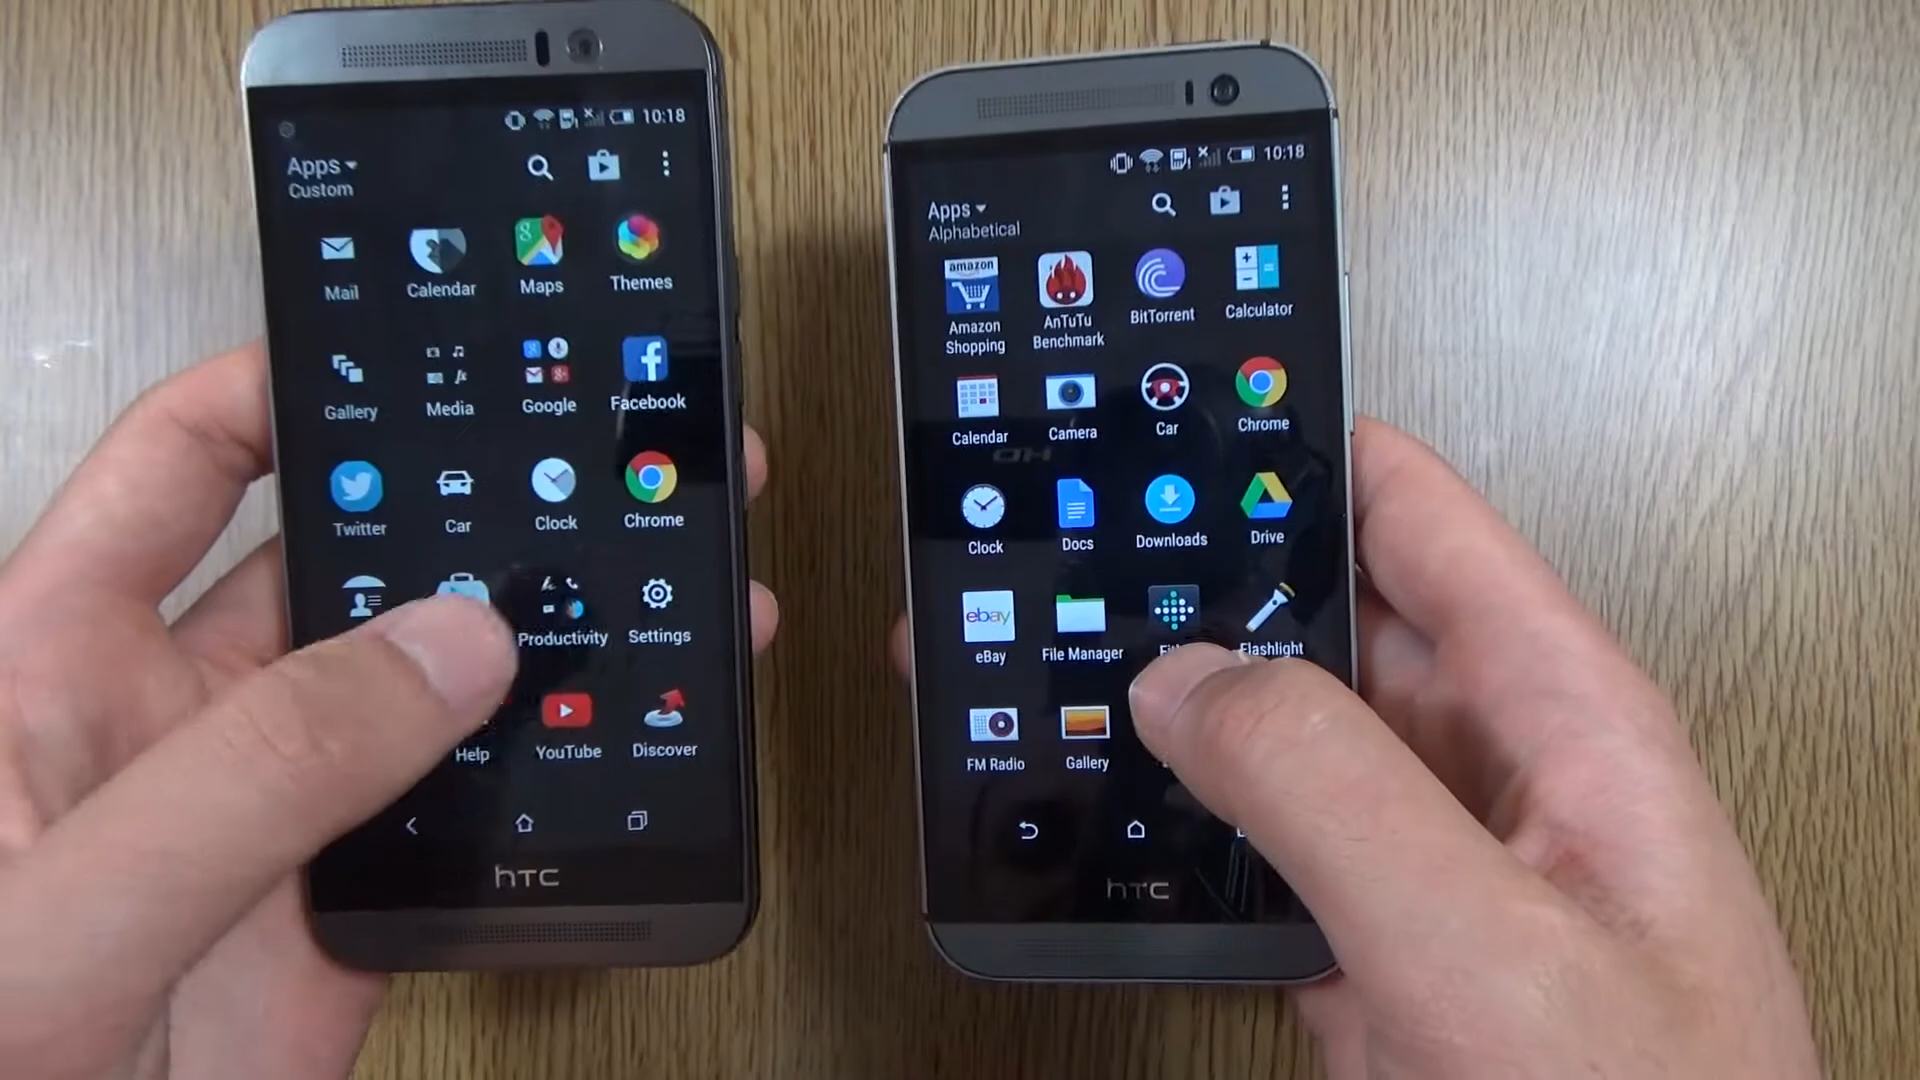 10:18
Apps
Custom
Mail
Calendar
Maps
Themes
Gallery
Media
Google
Facebook
Twitter
Car
Clock
Chrome
Productivity
Settings
Help
YouTube
Discover
hTC
10:18
Apps
Alphabetical
amazon
Amazon
Shopping
AnTuTu
Benchmark
BitTorrent
Calculator
Calendar
Camera
Car
Chrome
Clock
Docs
Downloads
Drive
ebay
eBay
File Manager
Flashlight
FM Radio
Gallery
hTC